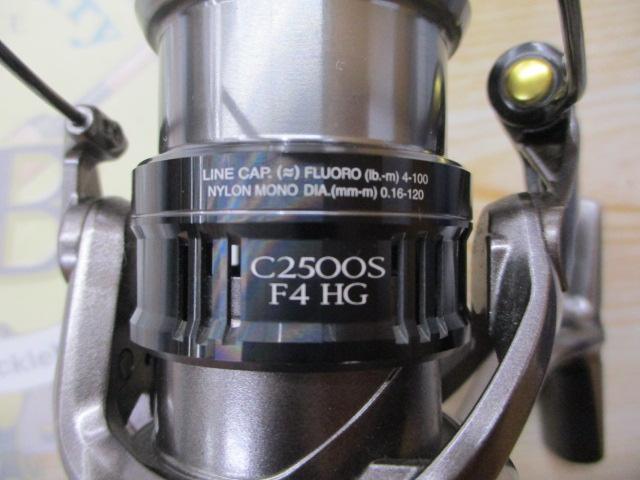 LINE CAP. (≈) FLUORO (lb.-m) 4-100
NYLON MONO DIA.(mm-m) 0.16-120
C2500S
F4 HG